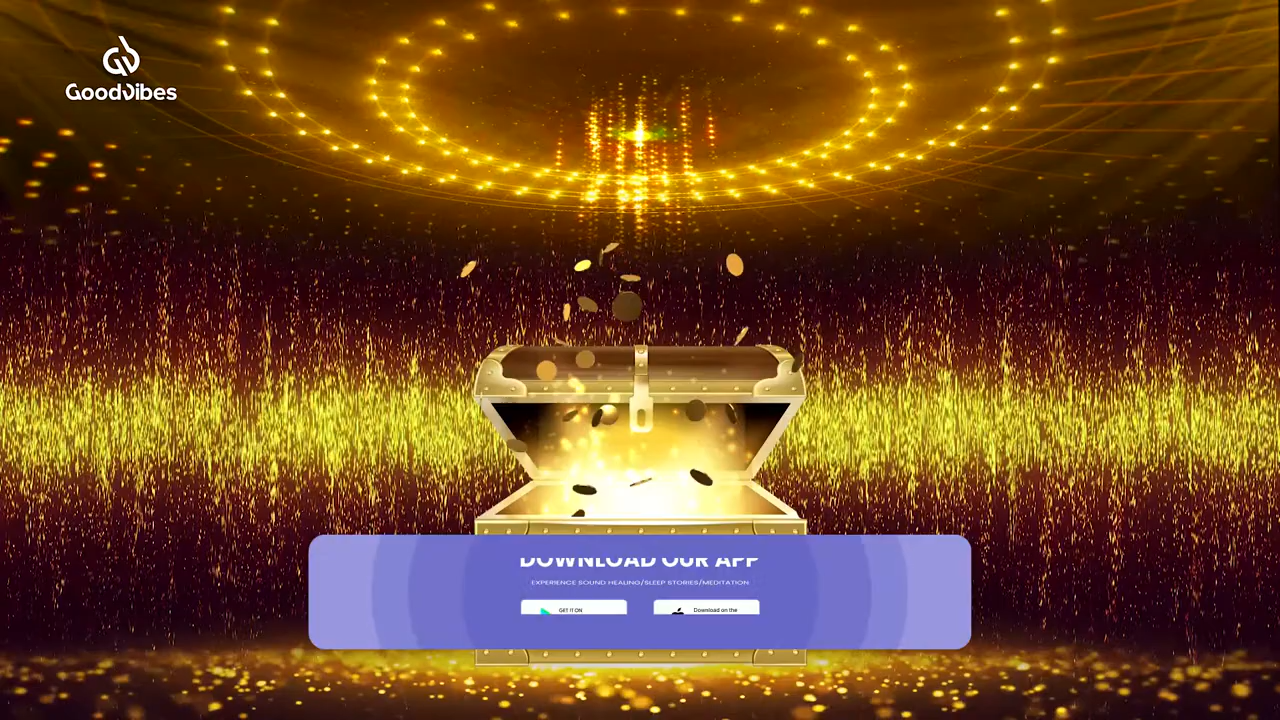 GoodVibes
DOWNLOAD OUR APP
EXPERIENCE SOUND HEALING/SLEEP STORIES/MEDITATION
GET IT ON
Download on the